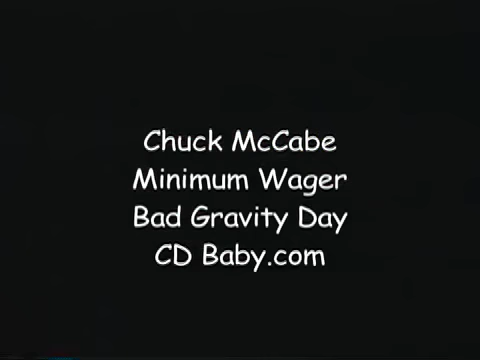 Chuck McCabe
Minimum Wager
Bad Gravity Day
CD Baby.com